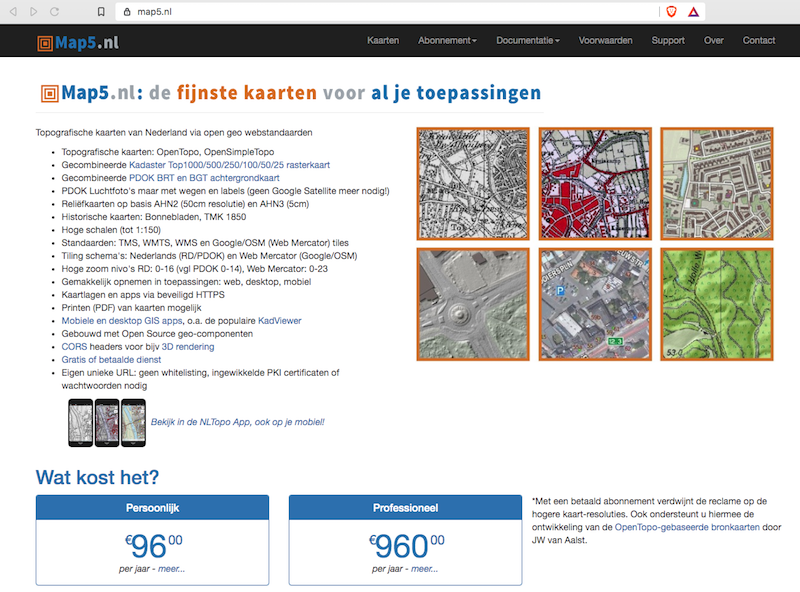 map5.nl
Map5.nl
Kaarten Abonnement Documentatie Voorwaarden Support Over Contact
Map5.nl: de fijnste kaarten voor al je toepassingen
Topografische kaarten van Nederland via open geo webstandaarden
Topografische kaarten: OpenTopo, OpenSimpleTopo
Gecombineerde Kadaster Top1000/500/250/100/50/25 rasterkaart
Gecombineerde PDOK BRT en BGT achtergrondkaart
PDOK Luchtfoto's maar met wegen en labels (geen Google Satellite meer nodig!)
Reliëfkaarten op basis AHN2 (50cm resolutie) en AHN3 (5cm)
Historische kaarten: Bonnebladen, TMK 1850
Hoge schalen (tot 1:150)
Standaarden: TMS, WMTS, WMS en Google/OSM (Web Mercator) tiles
Tiling schema's: Nederlands (RD/PDOK) en Web Mercator (Google/OSM)
Hoge zoom nivo's RD: 0-16 (vgl PDOK 0-14), Web Mercator: 0-23
Gemakkelijk opnemen in toepassingen: web, desktop, mobiel
Kaartlagen en apps via beveiligd HTTPS
Printen (PDF) van kaarten mogelijk
Mobiele en desktop GIS apps, o.a. de populaire KadViewer
Gebouwd met Open Source geo-componenten
CORS headers voor bijv 3D rendering
Gratis of betaalde dienst
Eigen unieke URL: geen whitelisting, ingewikkelde PKI certificaten of
wachtwoorden nodig
P
53.0
Bekijk in de NLTopo App, ook op je mobiel!
Wat kost het?
Persoonlijk
€9600
per jaar - meer...
Professioneel
€96000
per jaar - meer...
*Met een betaald abonnement verdwijnt de reclame op de
hogere kaart-resoluties. Ook ondersteunt u hiermee de
ontwikkeling van de OpenTopo-gebaseerde bronkaarten door
JW van Aalst.